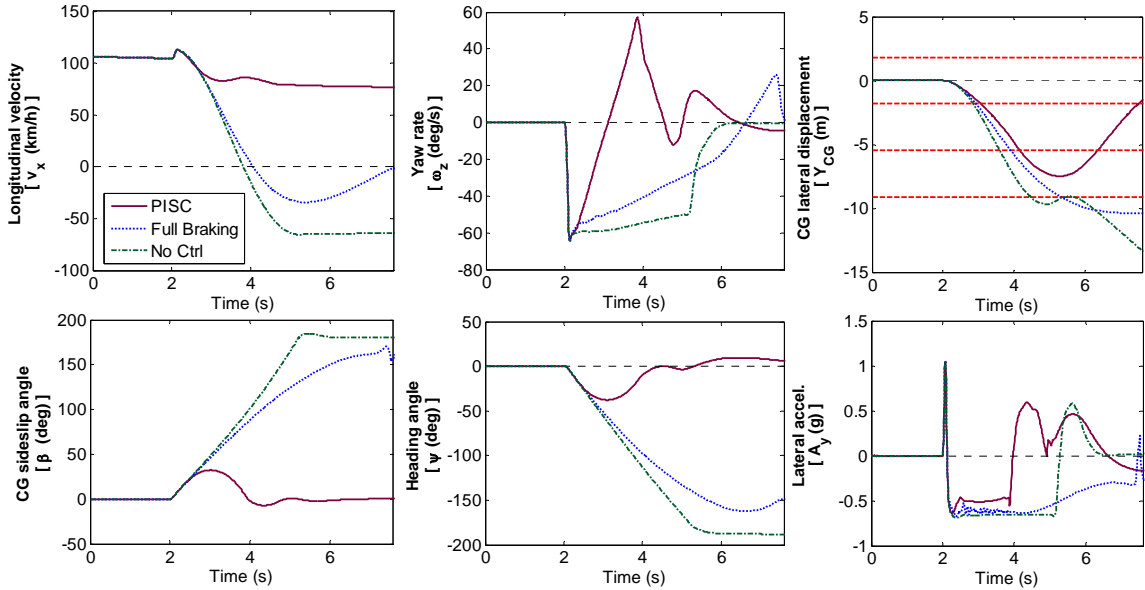 Longitudinal velocity
[ v_x (km/h) ]
150
100
50
0
-50
-100
PISC
Full Braking
No Ctrl
0 2 4 6
Time (s)
Yaw rate
[ ω_z (deg/s) ]
60
40
20
0
-20
-40
-60
-80
0 2 4 6
Time (s)
CG lateral displacement
[ Y_CG (m) ]
5
0
-5
-10
-15
0 2 4 6
Time (s)
CG sideslip angle
[ β (deg) ]
200
150
100
50
0
-50
0 2 4 6
Time (s)
Heading angle
[ ψ (deg) ]
50
0
-50
-100
-150
-200
0 2 4 6
Time (s)
Lateral accel.
[ A_y (g) ]
1.5
1
0.5
0
-0.5
-1
0 2 4 6
Time (s)